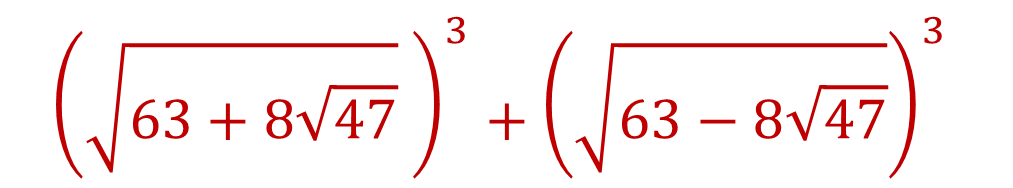 (√(63 + 8√47))³ + (√(63 − 8√47))³